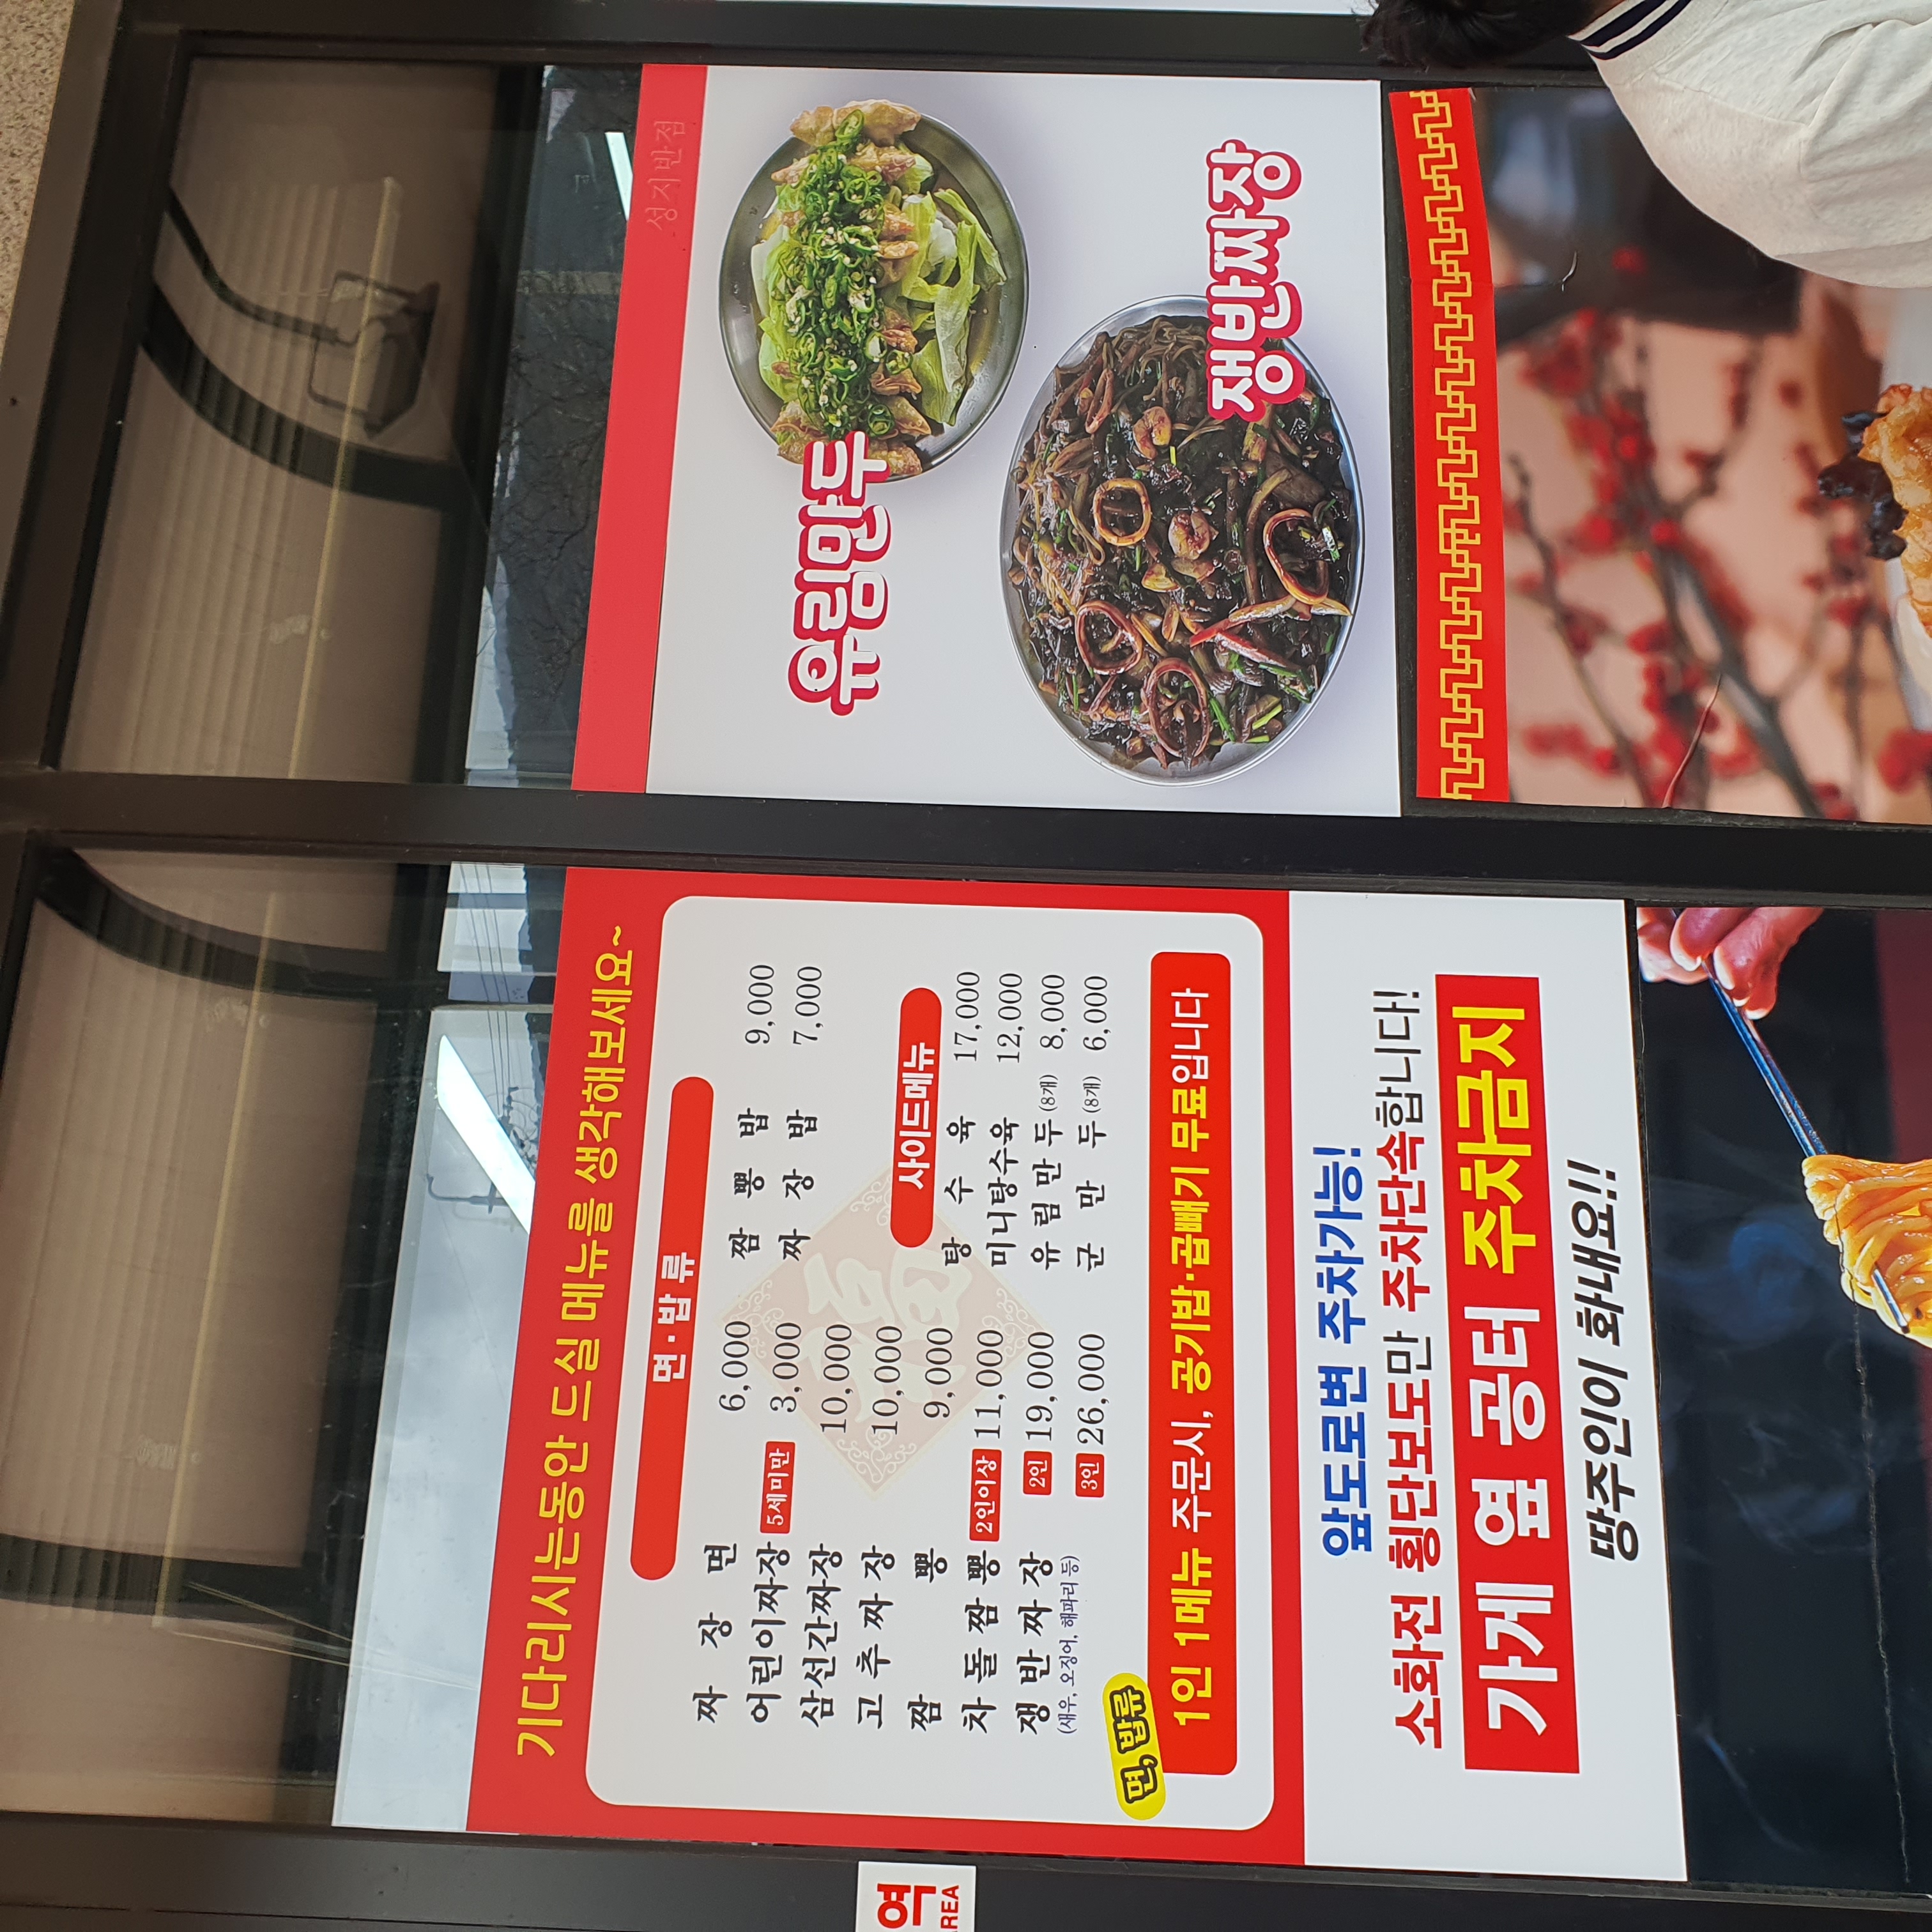 기다리시는동안 드실 메뉴를 생각해보세요~
면·밥류
짜장면 6,000
어린이짜장 5세미만 3,000
삼선간짜장 10,000
고추짜장 10,000
짬뽕 9,000
차돌짬뽕 2인이상 11,000
쟁반짜장 2인 19,000
(새우, 오징어, 해파리 등) 3인 26,000
짬뽕밥 9,000
짜장밥 7,000
사이드메뉴
탕수육 17,000
미니탕수육 12,000
유림만두(8개) 8,000
군만두(8개) 6,000
면, 밥류
1인 1메뉴 주문시, 공기밥·곱빼기 무료입니다
앞도로변 주차가능!
소화전 횡단보도만 주차단속합니다!
가게 옆 공터 주차금지
땅주인이 화내요!!
성지반점
유림만두
쟁반짜장
역
REA